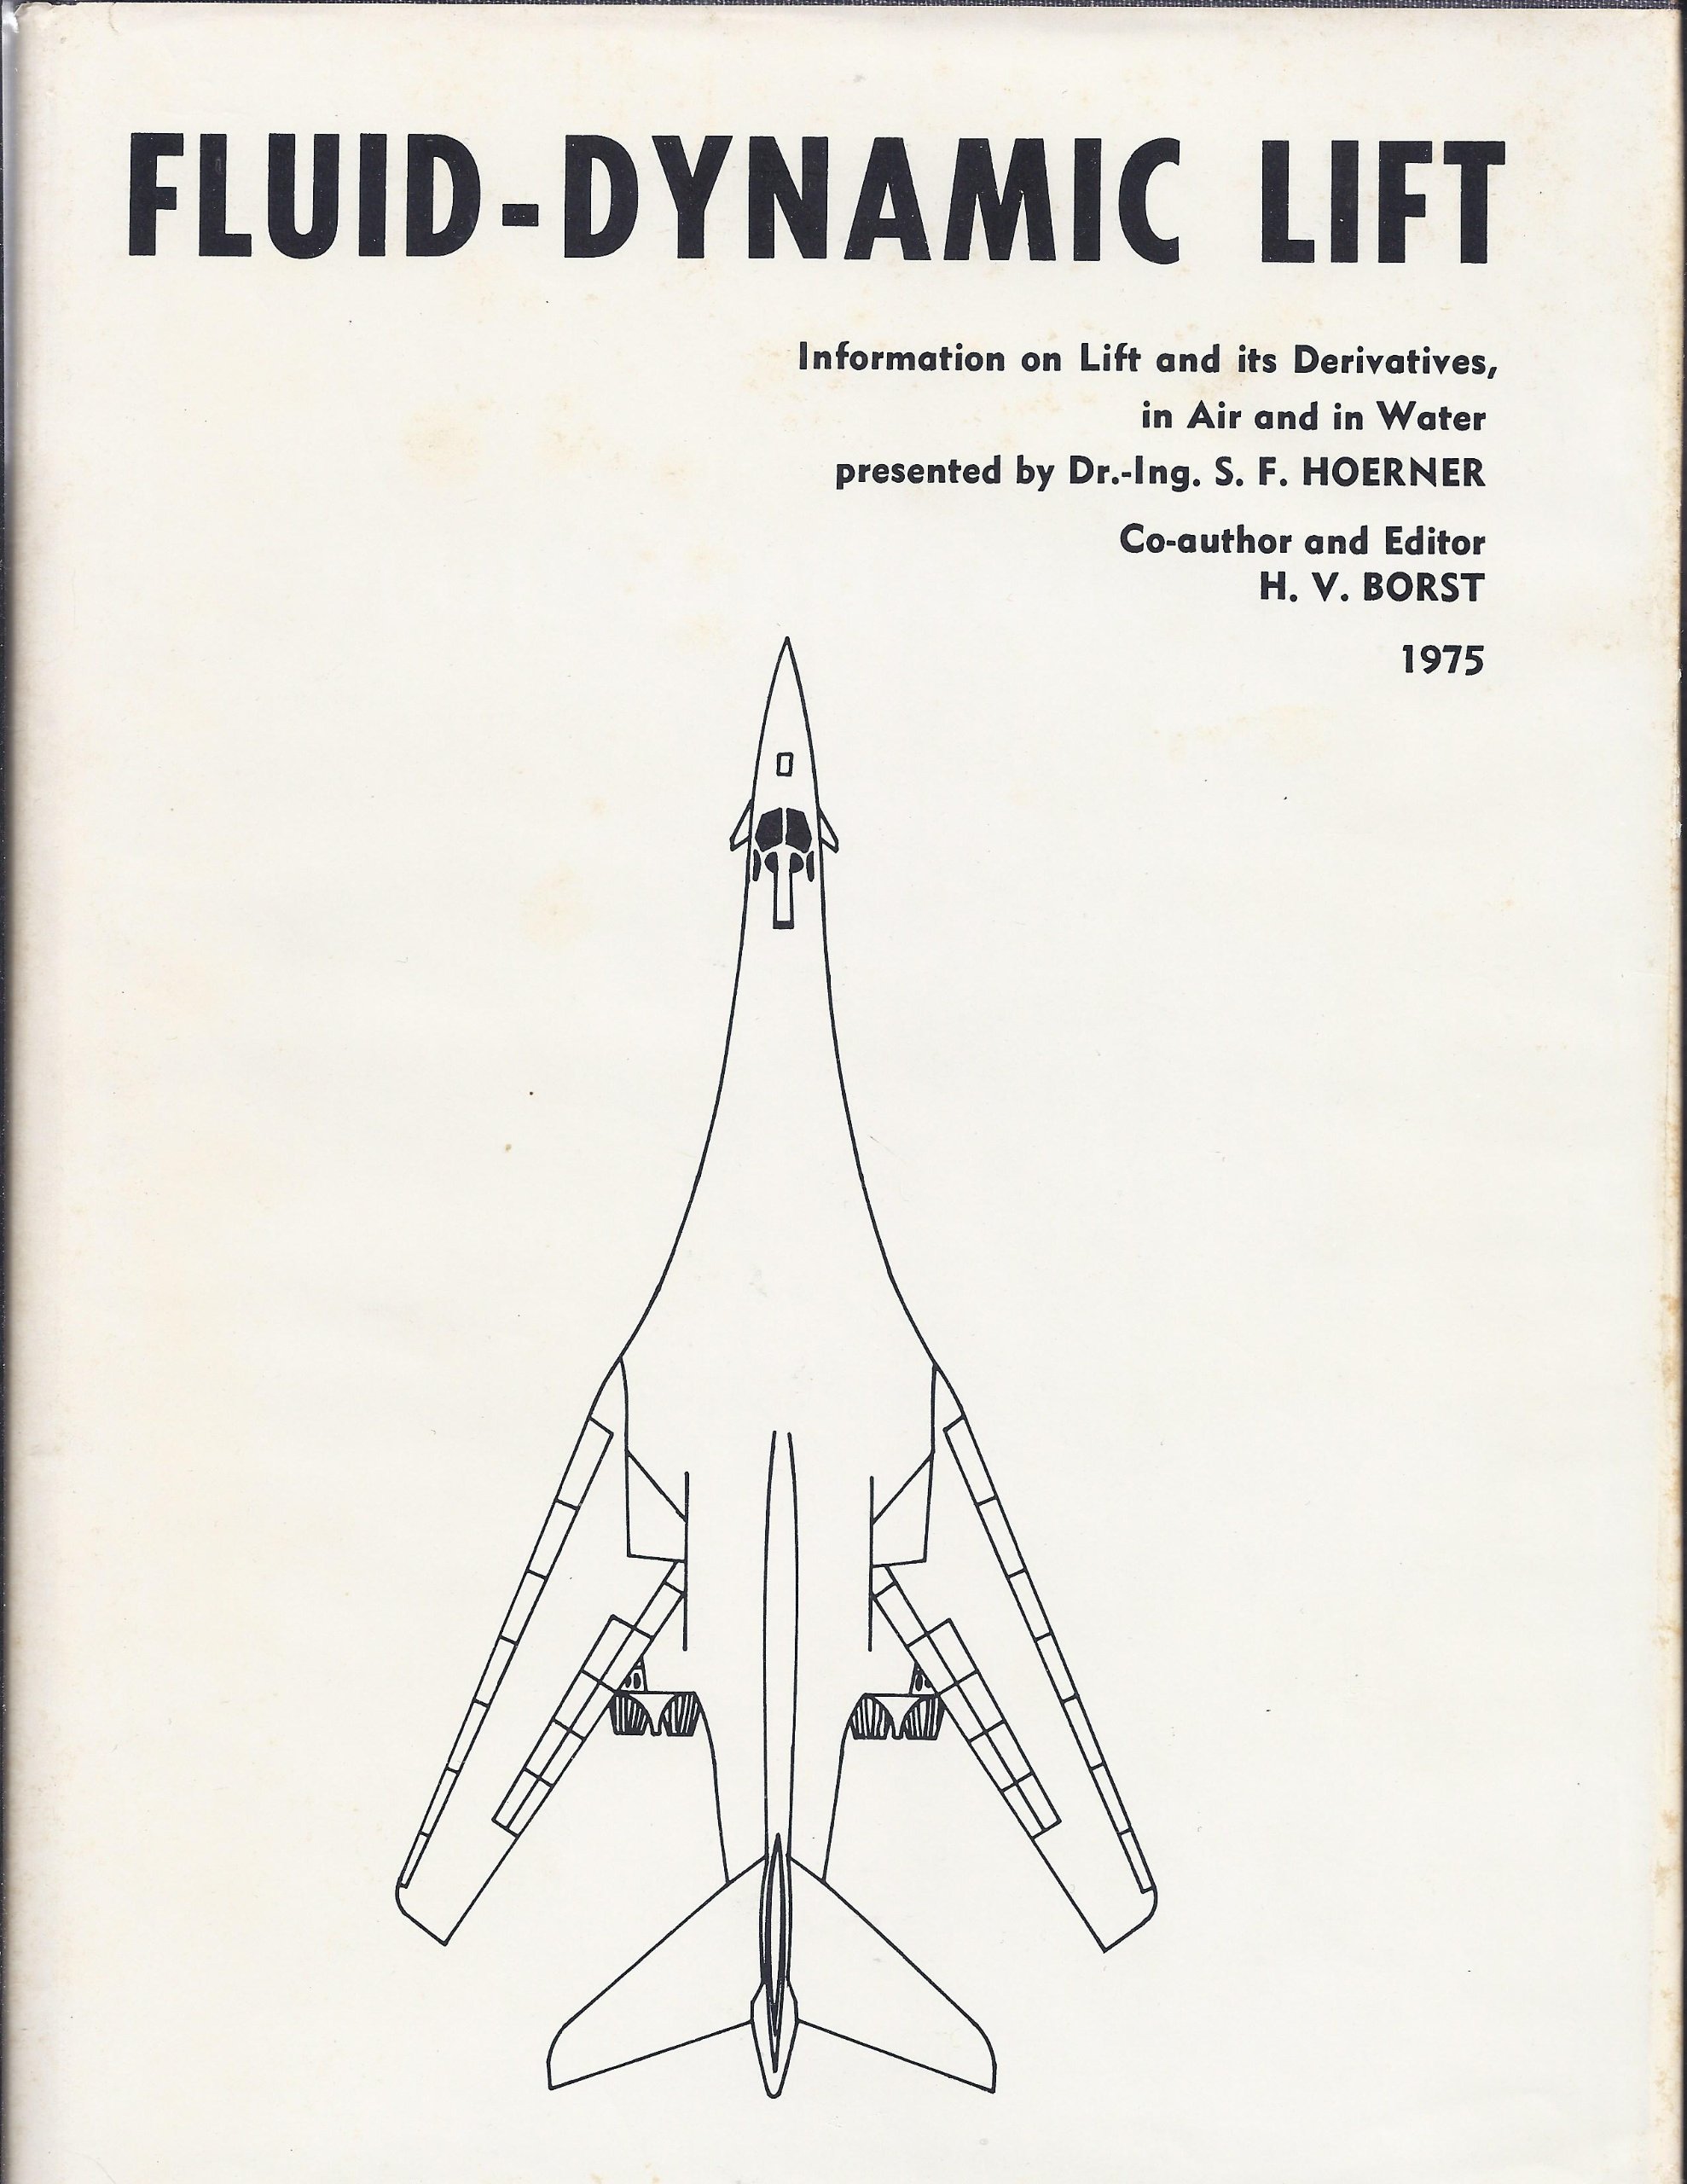 FLUID-DYNAMIC LIFT
Information on Lift and its Derivatives,
in Air and in Water
presented by Dr.-Ing. S. F. HOERNER
Co-author and Editor
H. V. BORST
1975